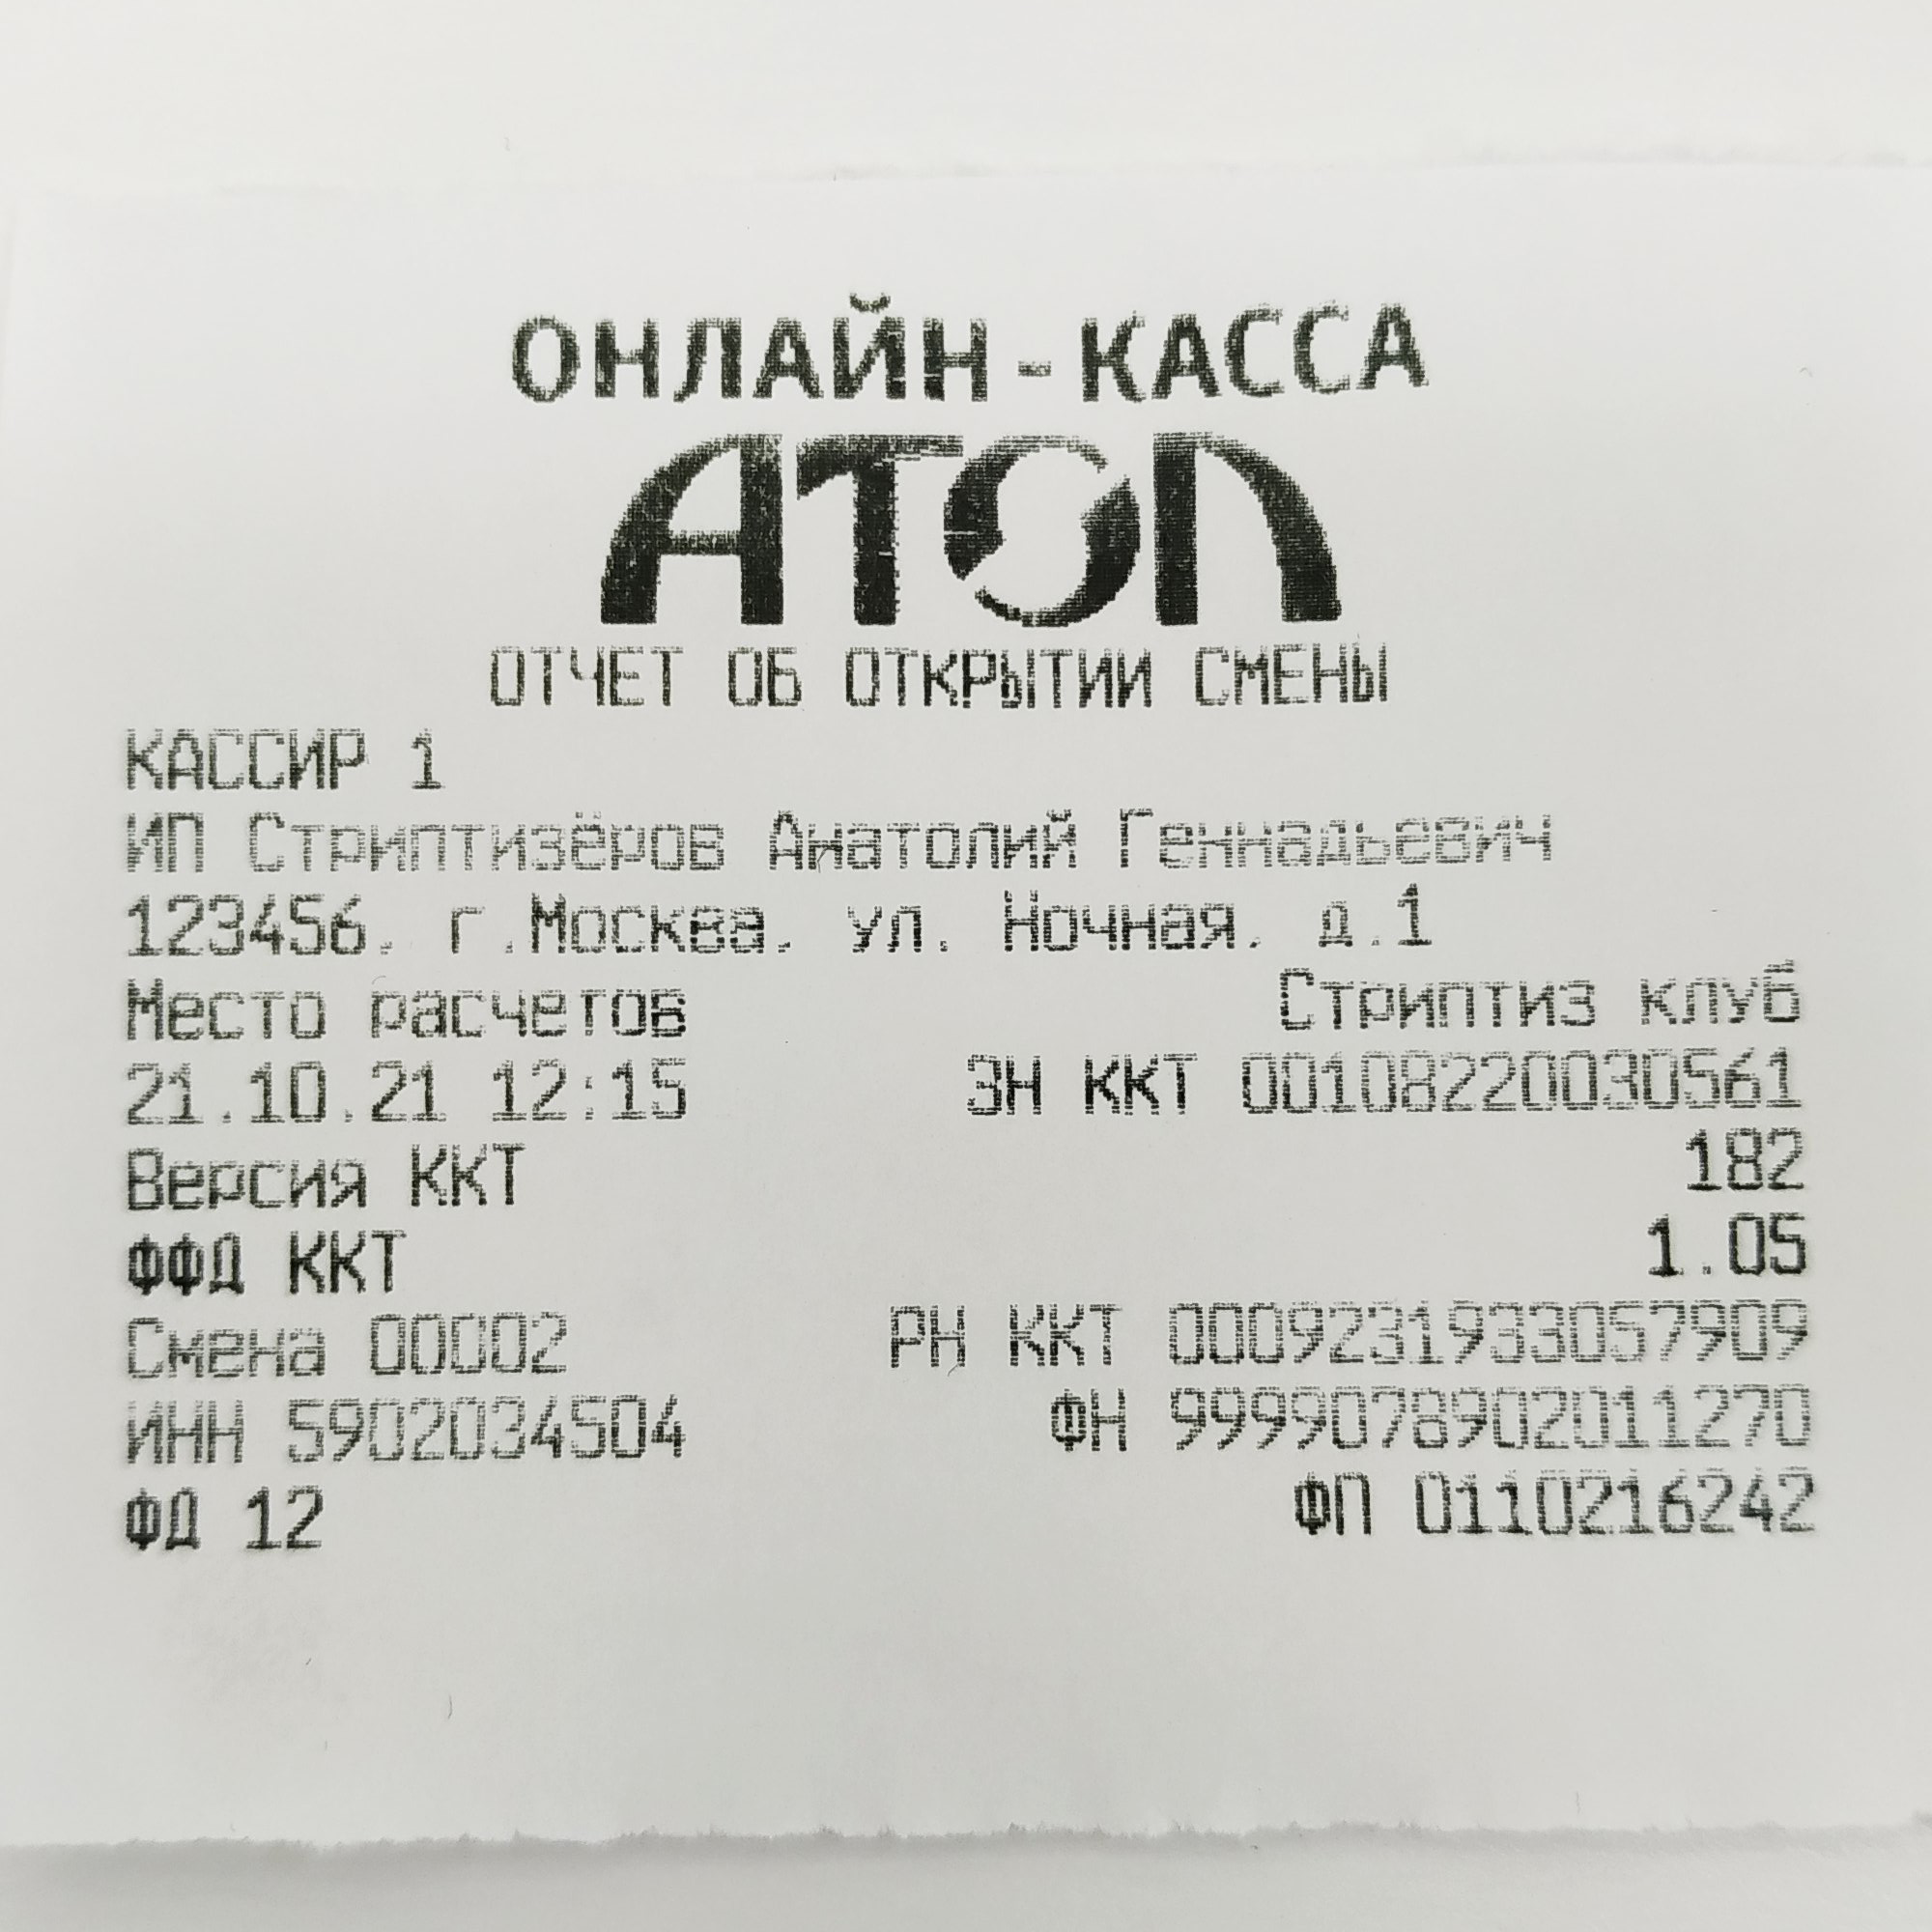 ОНЛАЙН-КАССА
АТОЛ
ОТЧЕТ ОБ ОТКРЫТИИ СМЕНЫ
КАССИР 1
ИП Стриптизёров Анатолий Геннадьевич
123456, г.Москва, ул. Ночная, д.1
Место расчетов Стриптиз клуб
21.10.21 12:15 ЗН ККТ 00108220030561
Версия ККТ 182
ФФД ККТ 1.05
Смена 00002 РН ККТ 0009231933057909
ИНН 5902034504 ФН 9999078902011270
ФД 12 ФП 0110216242